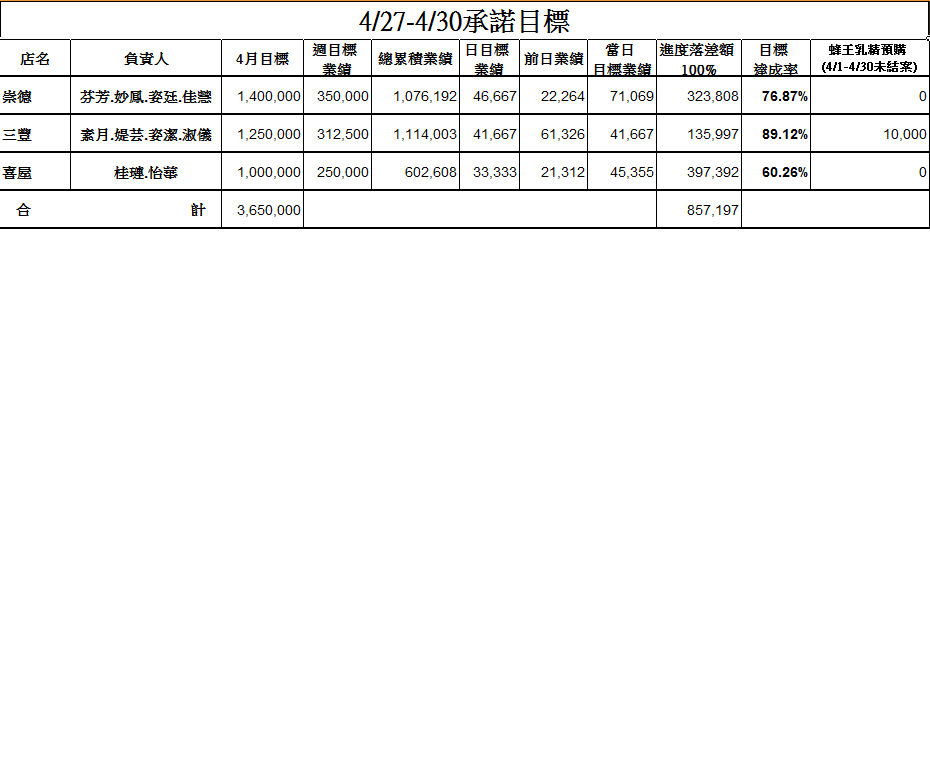 4/27-4/30承諾目標
店名 負責人 4月目標 週目標業績 總累積業績 日目標業績 前日業績 當日目標業績 進度落差額100% 目標達成率 蜂王乳精預購(4/1-4/30未結案)
崇德 芬芳.妙鳳.姿廷.佳慧 1,400,000 350,000 1,076,192 46,667 22,264 71,069 323,808 76.87% 0
三豐 素月.媞芸.姿潔.淑儀 1,250,000 312,500 1,114,003 41,667 61,326 41,667 135,997 89.12% 10,000
喜屋 桂璉.怡華 1,000,000 250,000 602,608 33,333 21,312 45,355 397,392 60.26% 0
合 計 3,650,000 857,197